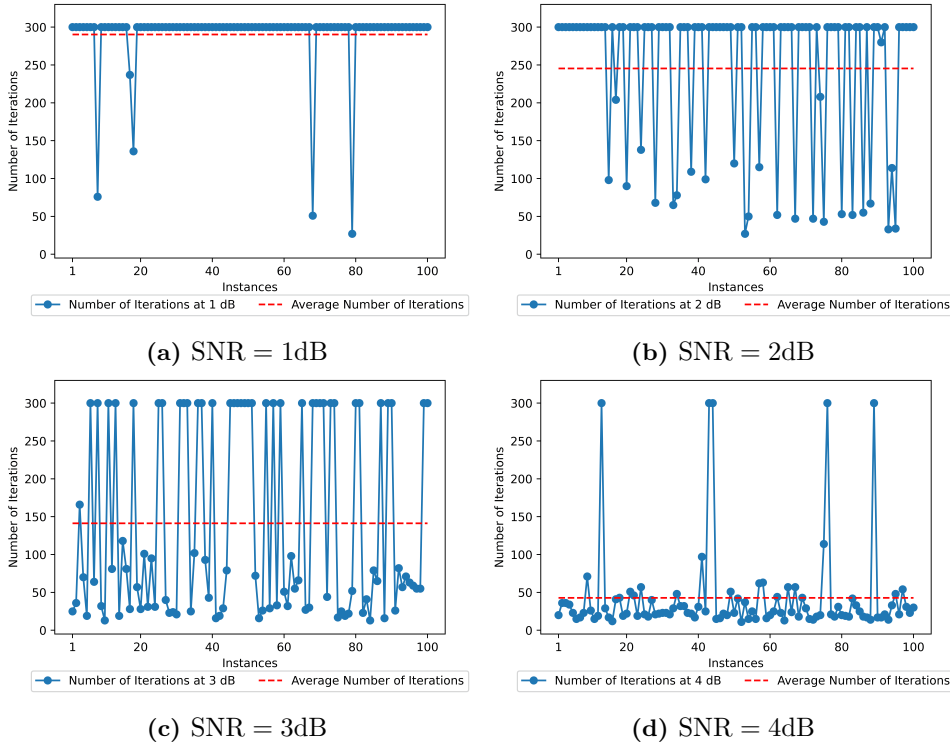 300
250
200
150
100
50
0
Number of Iterations
1 20 40 60 80 100
Instances
Number of Iterations at 1 dB Average Number of Iterations
(a) SNR = 1dB
300
250
200
150
100
50
0
Number of Iterations
1 20 40 60 80 100
Instances
Number of Iterations at 2 dB Average Number of Iterations
(b) SNR = 2dB
300
250
200
150
100
50
0
Number of Iterations
1 20 40 60 80 100
Instances
Number of Iterations at 3 dB Average Number of Iterations
(c) SNR = 3dB
300
250
200
150
100
50
0
Number of Iterations
1 20 40 60 80 100
Instances
Number of Iterations at 4 dB Average Number of Iterations
(d) SNR = 4dB